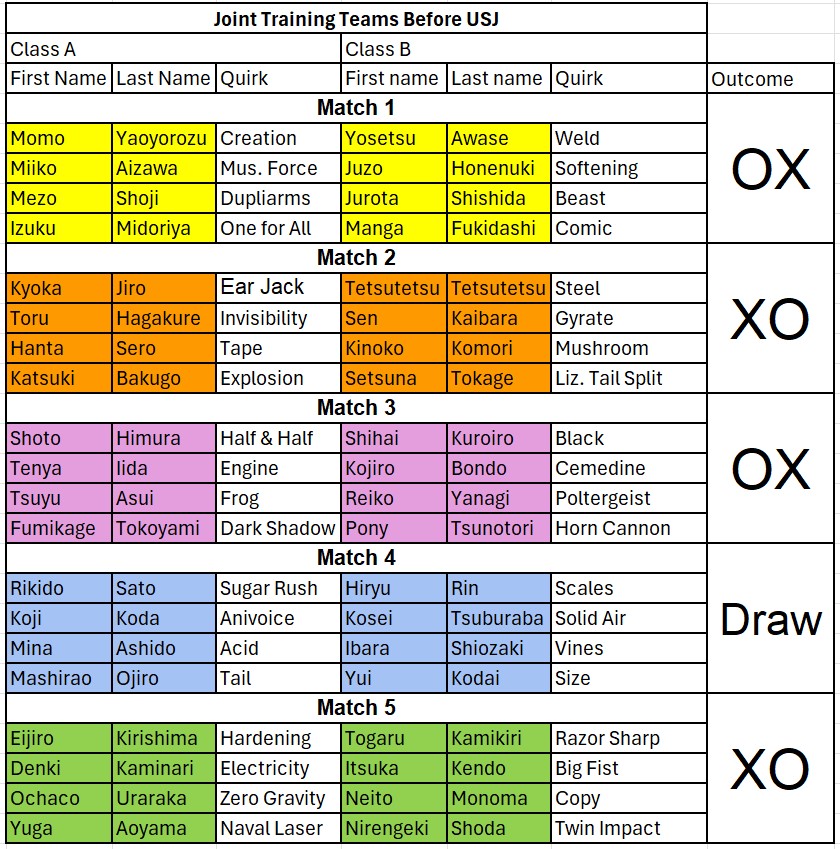 Joint Training Teams Before USJ
Class A Class B
First Name Last Name Quirk First name Last name Quirk Outcome
Match 1
Momo Yaoyorozu Creation Yosetsu Awase Weld
Miiko Aizawa Mus. Force Juzo Honenuki Softening
OX
Mezo Shoji Dupliarms Jurota Shishida Beast
Izuku Midoriya One for All Manga Fukidashi Comic
Match 2
Kyoka Jiro Ear Jack Tetsutetsu Tetsutetsu Steel
Toru Hagakure Invisibility Sen Kaibara Gyrate
XO
Hanta Sero Tape Kinoko Komori Mushroom
Katsuki Bakugo Explosion Setsuna Tokage Liz. Tail Split
Match 3
Shoto Himura Half & Half Shihai Kuroiro Black
Tenya Iida Engine Kojiro Bondo Cemedine
OX
Tsuyu Asui Frog Reiko Yanagi Poltergeist
Fumikage Tokoyami Dark Shadow Pony Tsunotori Horn Cannon
Match 4
Rikido Sato Sugar Rush Hiryu Rin Scales
Koji Koda Anivoice Kosei Tsuburaba Solid Air
Draw
Mina Ashido Acid Ibara Shiozaki Vines
Mashirao Ojiro Tail Yui Kodai Size
Match 5
Eijiro Kirishima Hardening Togaru Kamikiri Razor Sharp
Denki Kaminari Electricity Itsuka Kendo Big Fist
XO
Ochaco Uraraka Zero Gravity Neito Monoma Copy
Yuga Aoyama Naval Laser Nirengeki Shoda Twin Impact